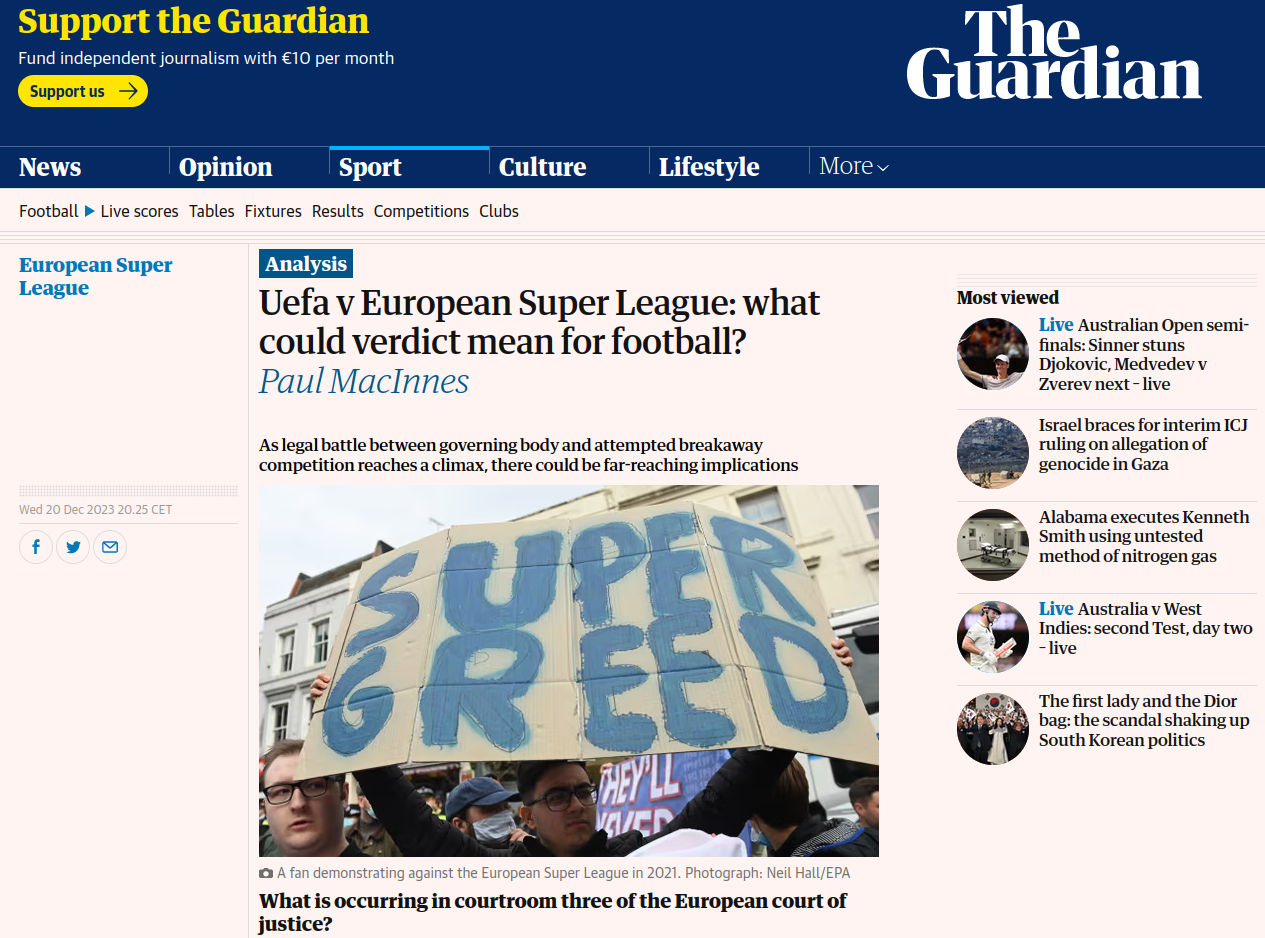 Support the Guardian
Fund independent journalism with €10 per month
Support us
The
Guardian
News
Opinion
Sport
Culture
Lifestyle
More
Football
Live scores
Tables
Fixtures
Results
Competitions
Clubs
European Super
League
Wed 20 Dec 2023 20.25 CET
Analysis
Uefa v European Super League: what
could verdict mean for football?
Paul MacInnes
As legal battle between governing body and attempted breakaway
competition reaches a climax, there could be far-reaching implications
SUPER
GREED
THEY'LL
A fan demonstrating against the European Super League in 2021. Photograph: Neil Hall/EPA
What is occurring in courtroom three of the European court of
justice?
Most viewed
Live Australian Open semi-
finals: Sinner stuns
Djokovic, Medvedev v
Zverev next – live
Israel braces for interim ICJ
ruling on allegation of
genocide in Gaza
Alabama executes Kenneth
Smith using untested
method of nitrogen gas
Live Australia v West
Indies: second Test, day two
– live
The first lady and the Dior
bag: the scandal shaking up
South Korean politics